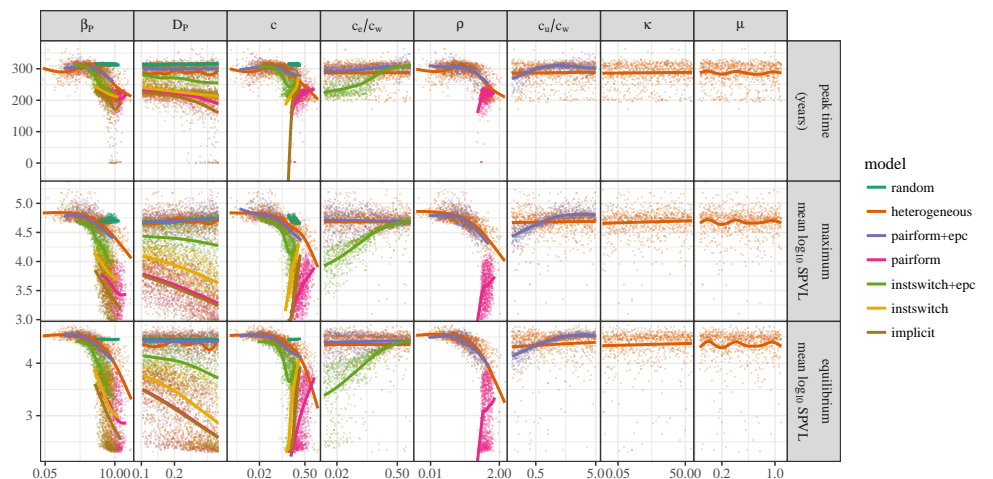 β_P D_P c c_e/c_w ρ c_u/c_w κ μ
300
200
100
0
peak time
(years)
5.0
4.5
4.0
3.5
3.0
maximum
mean log₁₀ SPVL
4
3
equilibrium
mean log₁₀ SPVL
0.05 10.00 0.1 0.2 0.02 0.50 0.02 0.50 0.01 2.00 0.5 5.0 0.05 50.00 0.2 1.0
model
random
heterogeneous
pairform+epc
pairform
instswitch+epc
instswitch
implicit